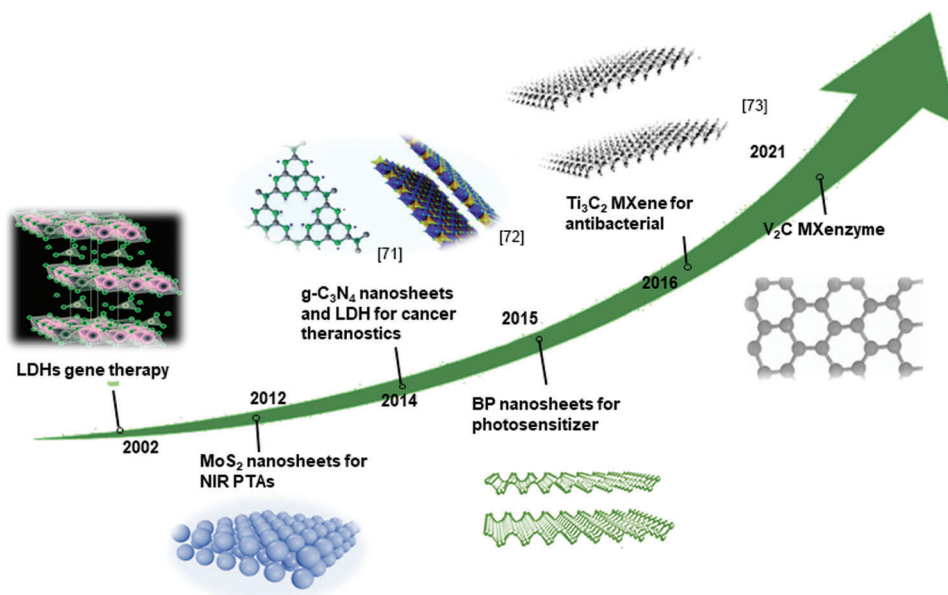 LDHs gene therapy
2002
2012
MoS₂ nanosheets for
NIR PTAs
[71]
[72]
g-C₃N₄ nanosheets
and LDH for cancer
theranostics
2014
2015
BP nanosheets for
photosensitizer
[73]
Ti₃C₂ MXene for
antibacterial
2016
2021
V₂C MXenzyme